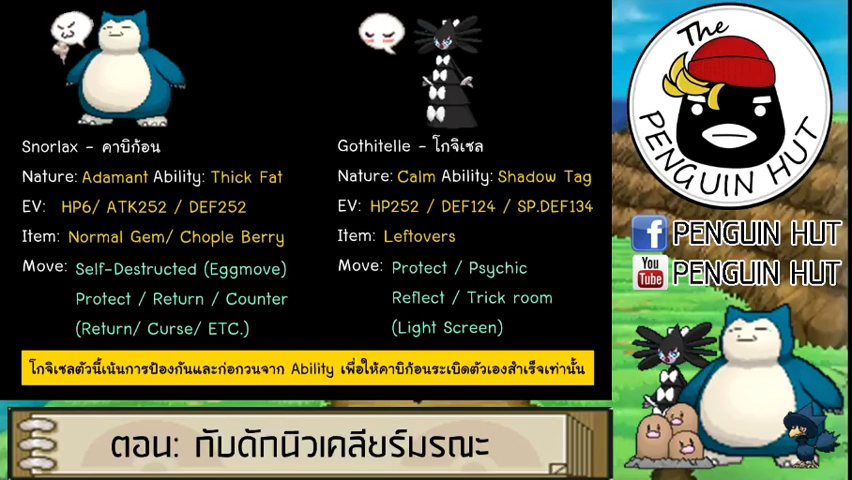 Snorlax - คาบิก้อน
Nature: Adamant Ability: Thick Fat
EV: HP6/ ATK252 / DEF252
Item: Normal Gem/ Chople Berry
Move: Self-Destructed (Eggmove)
Protect / Return / Counter
(Return/ Curse/ ETC.)
Gothitelle - โกจิเซล
Nature: Calm Ability: Shadow Tag
EV: HP252 / DEF124 / SP.DEF134
Item: Leftovers
Move: Protect / Psychic
Reflect / Trick room
(Light Screen)
โกจิเซลตัวนี้เน้นการป้องกันและก่อกวนจาก Ability เพื่อให้คาบิก้อนระเบิดตัวเองสำเร็จเท่านั้น
ตอน: กับดักนิวเคลียร์มรณะ
The
PENGUIN HUT
f PENGUIN HUT
You Tube PENGUIN HUT